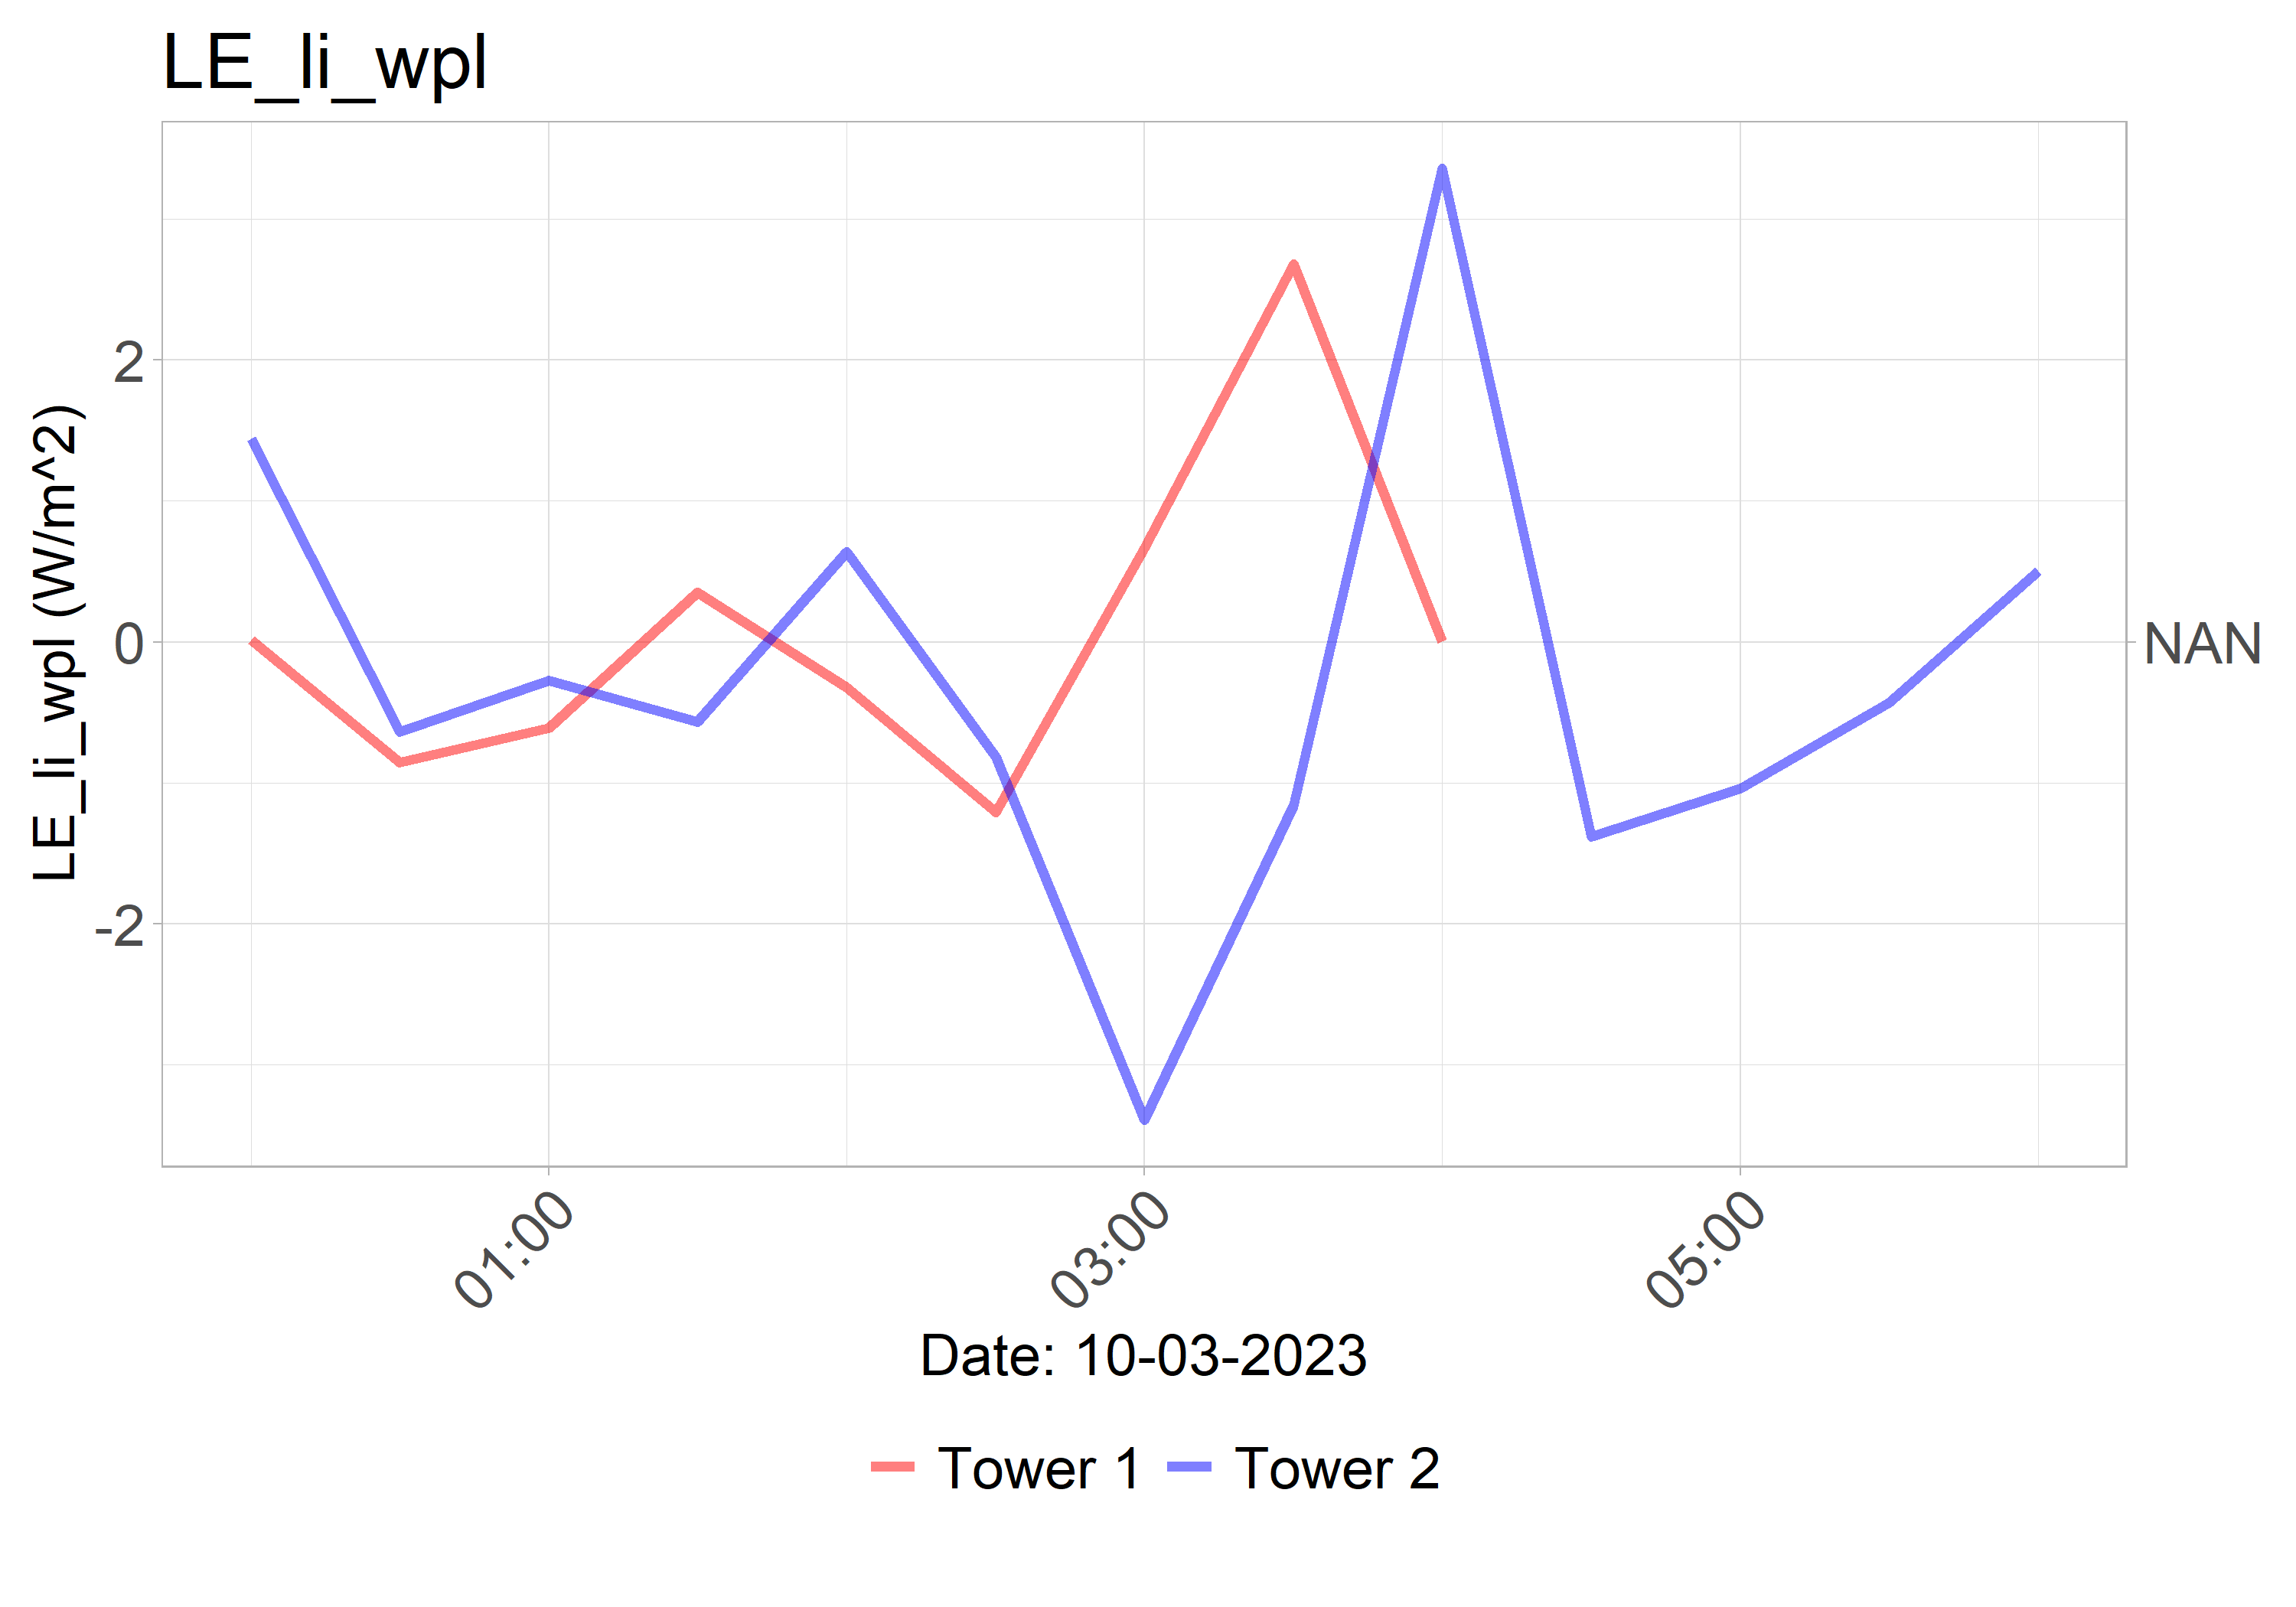 LE_li_wpl
LE_li_wpl (W/m^2)
2
0
-2
NAN
01:00
03:00
05:00
Date: 10-03-2023
Tower 1
Tower 2